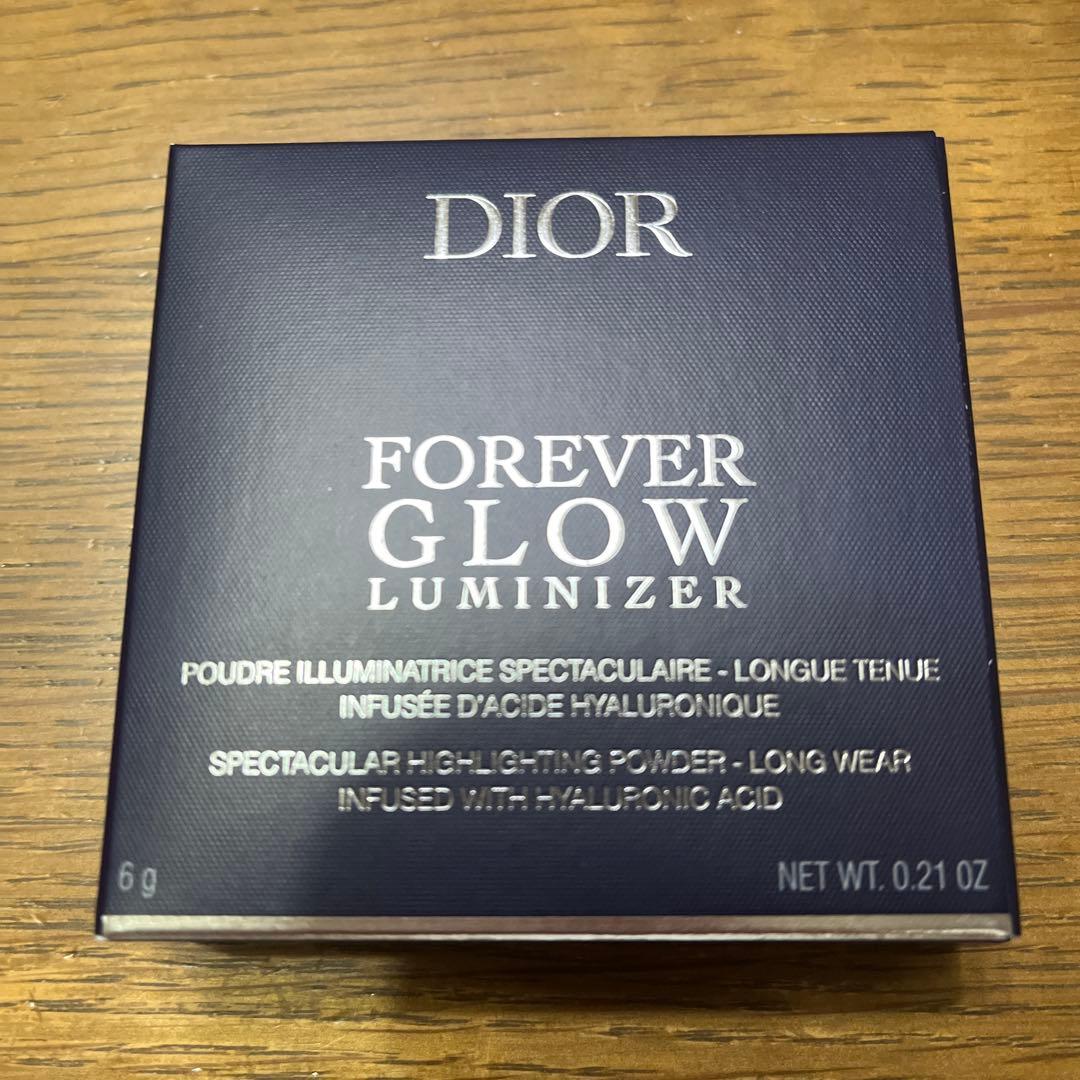 DIOR
FOREVER
GLOW
LUMINIZER
POUDRE ILLUMINATRICE SPECTACULAIRE - LONGUE TENUE
INFUSÉE D'ACIDE HYALURONIQUE
SPECTACULAR HIGHLIGHTING POWDER - LONG WEAR
INFUSED WITH HYALURONIC ACID
6 g
NET WT. 0.21 OZ